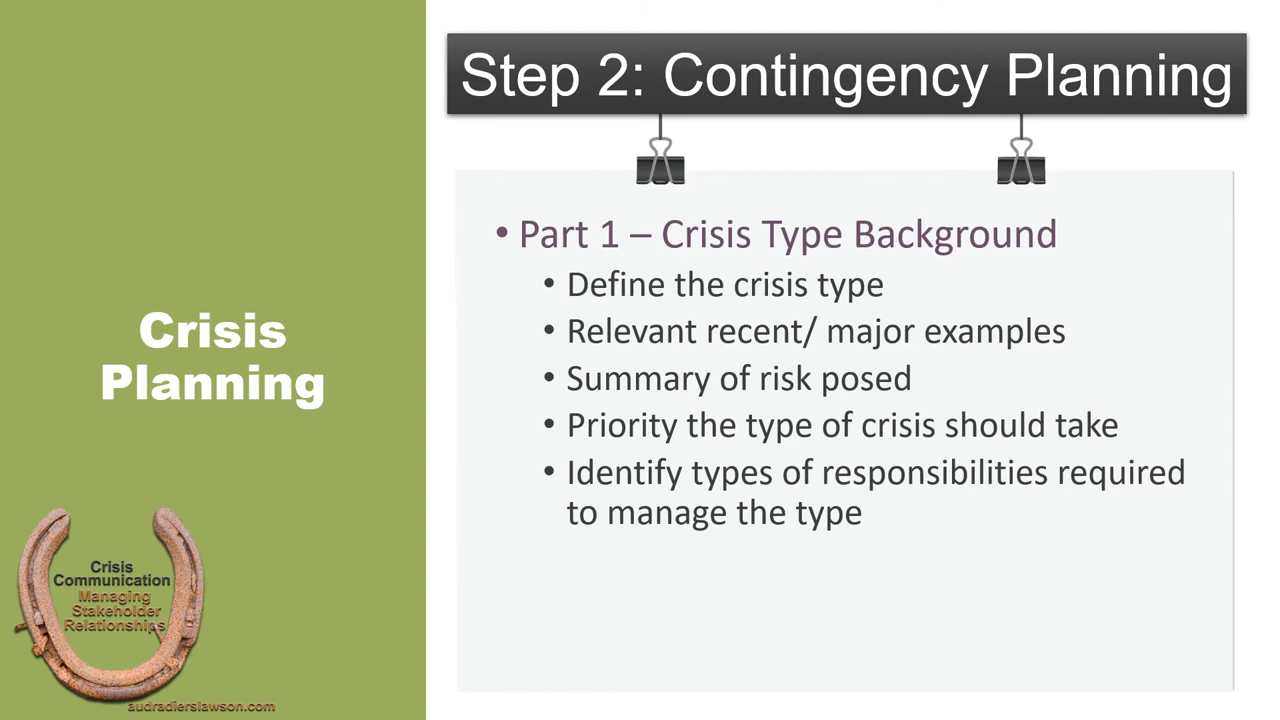 Step 2: Contingency Planning
• Part 1 – Crisis Type Background
• Define the crisis type
• Relevant recent/ major examples
• Summary of risk posed
• Priority the type of crisis should take
• Identify types of responsibilities required
to manage the type
Crisis
Planning
Crisis
Communication
Managing
Stakeholder
Relationships
audradierslawson.com